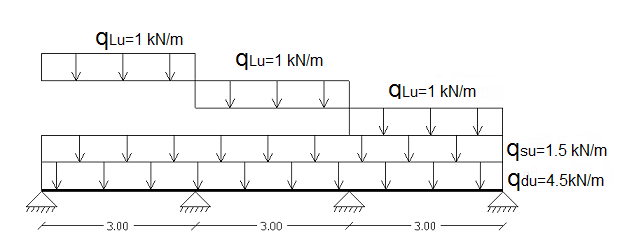 qLu=1 kN/m
qLu=1 kN/m
qLu=1 kN/m
qsu=1.5 kN/m
qdu=4.5kN/m
3.00 3.00 3.00